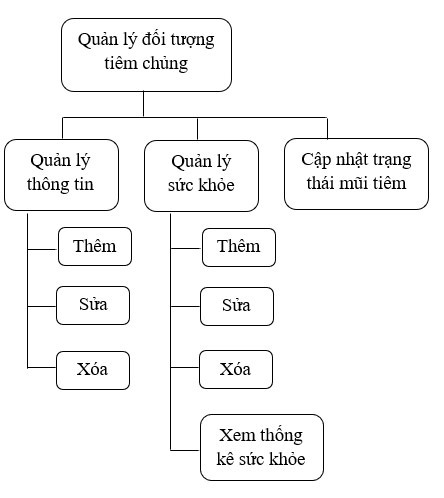 Quản lý đối tượng
tiêm chủng
Quản lý
thông tin
Quản lý
sức khỏe
Cập nhật trạng
thái mũi tiêm
Thêm
Sửa
Xóa
Thêm
Sửa
Xóa
Xem thống
kê sức khỏe